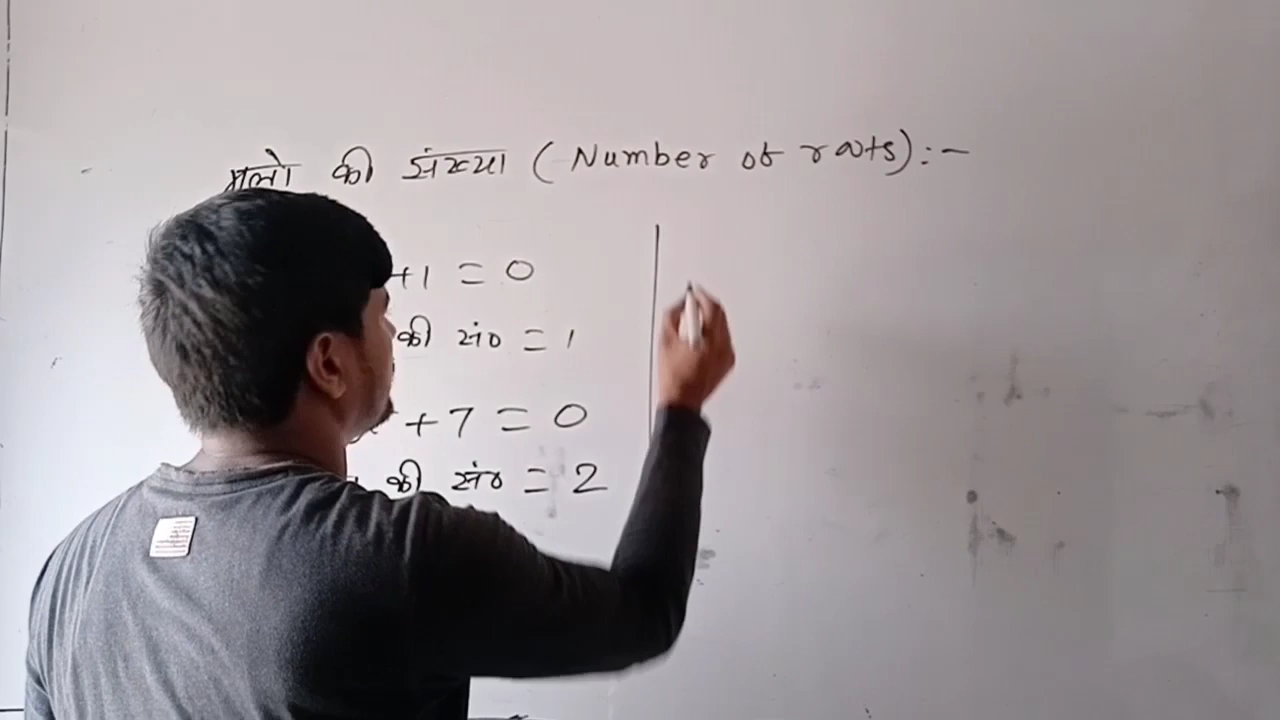 मूलो की संख्या (Number of roots):-
+1 = 0
की सं० = 1
+7 = 0
की सं० = 2